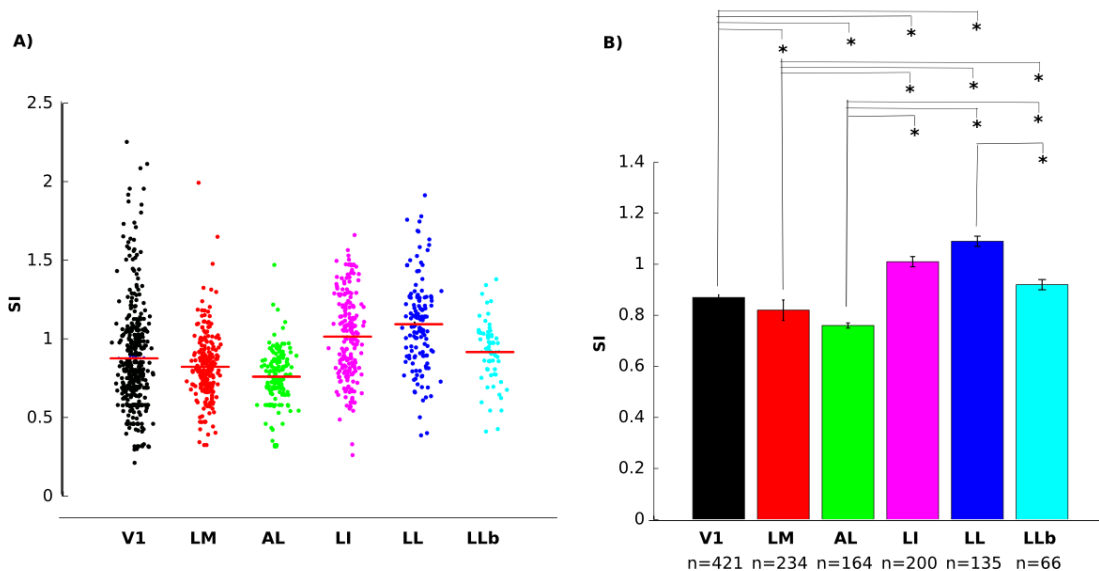 A)
SI
2.5
2
1.5
1
0.5
0
V1 LM AL LI LL LLb
B)
* * * *
* * *
* * *
*
SI
1.4
1.2
1
0.8
0.6
0.4
0.2
0
V1 LM AL LI LL LLb
n=421 n=234 n=164 n=200 n=135 n=66